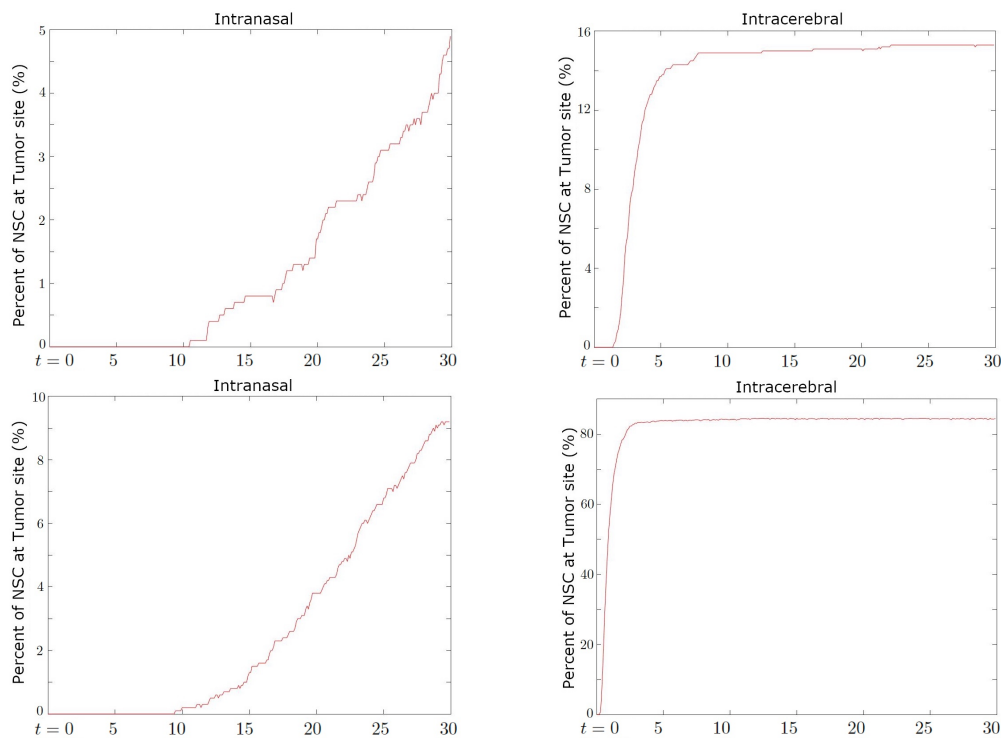 Intranasal
Percent of NSC at Tumor site (%)
5
4
3
2
1
0
t = 0 5 10 15 20 25 30
Intracerebral
Percent of NSC at Tumor site (%)
16
12
8
4
0
t = 0 5 10 15 20 25 30
Intranasal
Percent of NSC at Tumor site (%)
10
8
6
4
2
0
t = 0 5 10 15 20 25 30
Intracerebral
Percent of NSC at Tumor site (%)
80
60
40
20
0
t = 0 5 10 15 20 25 30